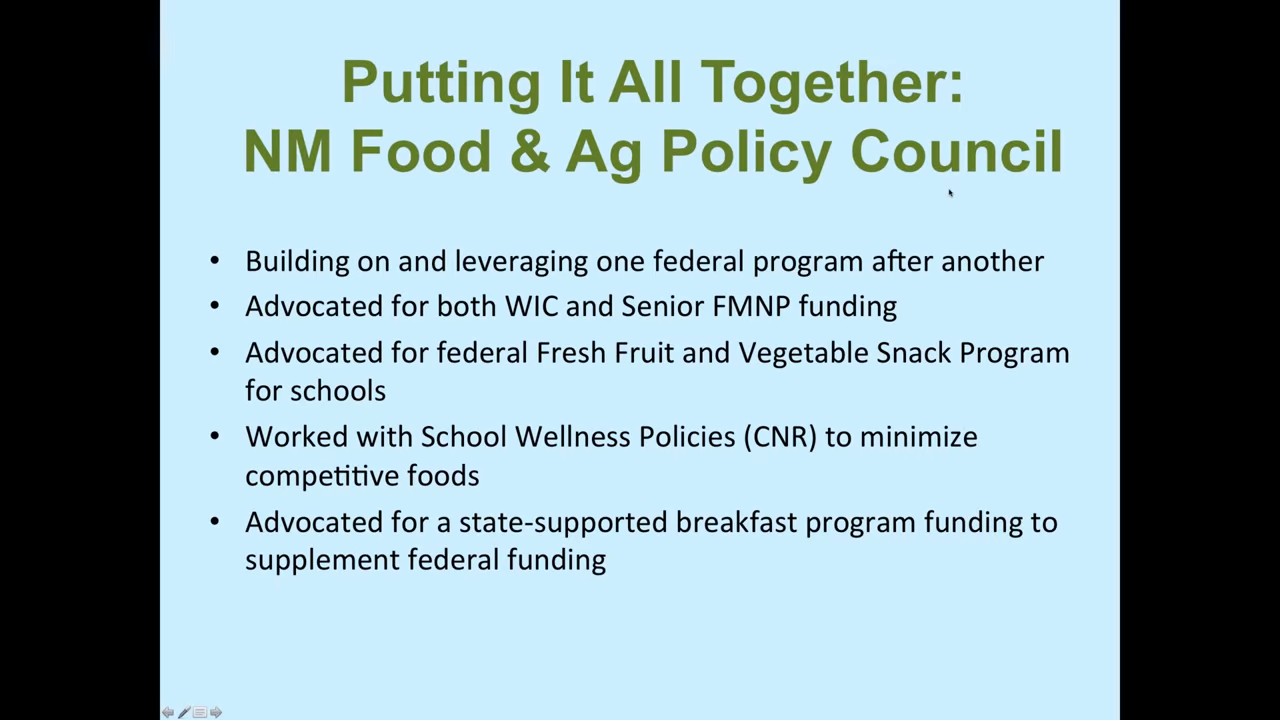 Putting It All Together:
NM Food & Ag Policy Council
• Building on and leveraging one federal program after another
• Advocated for both WIC and Senior FMNP funding
• Advocated for federal Fresh Fruit and Vegetable Snack Program
for schools
• Worked with School Wellness Policies (CNR) to minimize
competitive foods
• Advocated for a state-supported breakfast program funding to
supplement federal funding